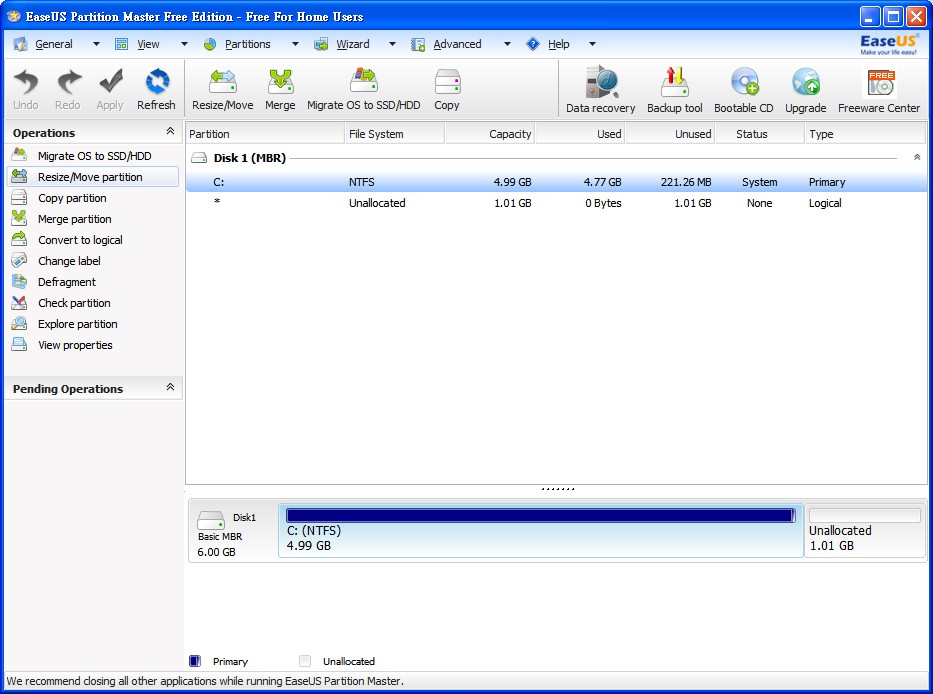 EaseUS Partition Master Free Edition - Free For Home Users
General View Partitions Wizard Advanced Help
EaseUS®
Make your life easy!
Undo Redo Apply Refresh Resize/Move Merge Migrate OS to SSD/HDD Copy Data recovery Backup tool Bootable CD Upgrade Freeware Center
FREE
Operations
Migrate OS to SSD/HDD
Resize/Move partition
Copy partition
Merge partition
Convert to logical
Change label
Defragment
Check partition
Explore partition
View properties
Pending Operations
Partition File System Capacity Used Unused Status Type
Disk 1 (MBR)
C: NTFS 4.99 GB 4.77 GB 221.26 MB System Primary
* Unallocated 1.01 GB 0 Bytes 1.01 GB None Logical
Disk1
Basic MBR
6.00 GB
C: (NTFS)
4.99 GB
Unallocated
1.01 GB
Primary Unallocated
We recommend closing all other applications while running EaseUS Partition Master.